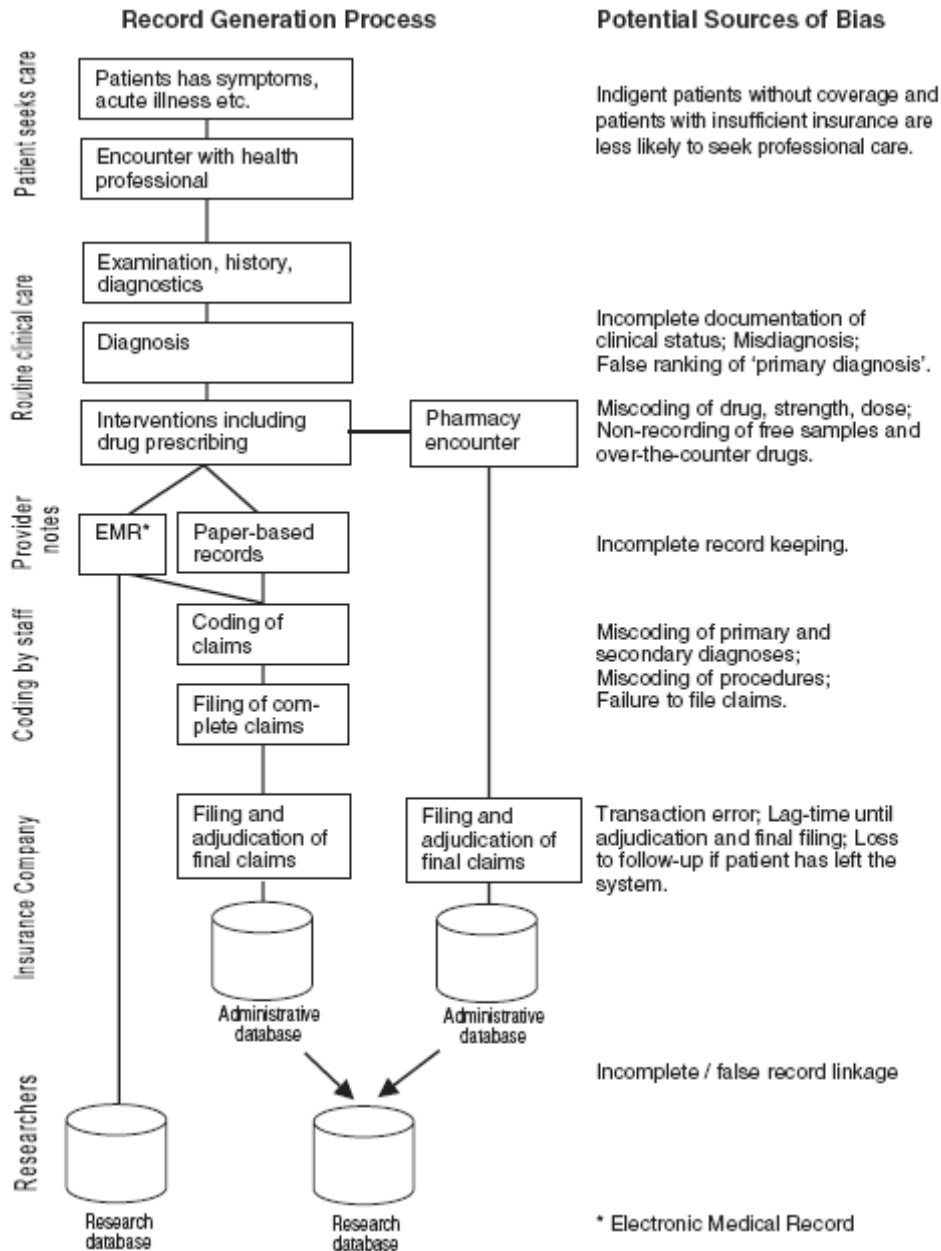 Record Generation Process
Potential Sources of Bias
Patient seeks care
Patients has symptoms,
acute illness etc.
Indigent patients without coverage and
patients with insufficient insurance are
less likely to seek professional care.
Encounter with health
professional
Routine clinical care
Examination, history,
diagnostics
Diagnosis
Incomplete documentation of
clinical status; Misdiagnosis;
False ranking of ‘primary diagnosis’.
Interventions including
drug prescribing
Pharmacy
encounter
Miscoding of drug, strength, dose;
Non-recording of free samples and
over-the-counter drugs.
Provider
notes
EMR*
Paper-based
records
Incomplete record keeping.
Coding by staff
Coding of
claims
Miscoding of primary and
secondary diagnoses;
Miscoding of procedures;
Failure to file claims.
Filing of com-
plete claims
Insurance Company
Filing and
adjudication of
final claims
Filing and
adjudication of
final claims
Transaction error; Lag-time until
adjudication and final filing; Loss
to follow-up if patient has left the
system.
Administrative
database
Administrative
database
Researchers
Incomplete / false record linkage
Research
database
Research
database
* Electronic Medical Record